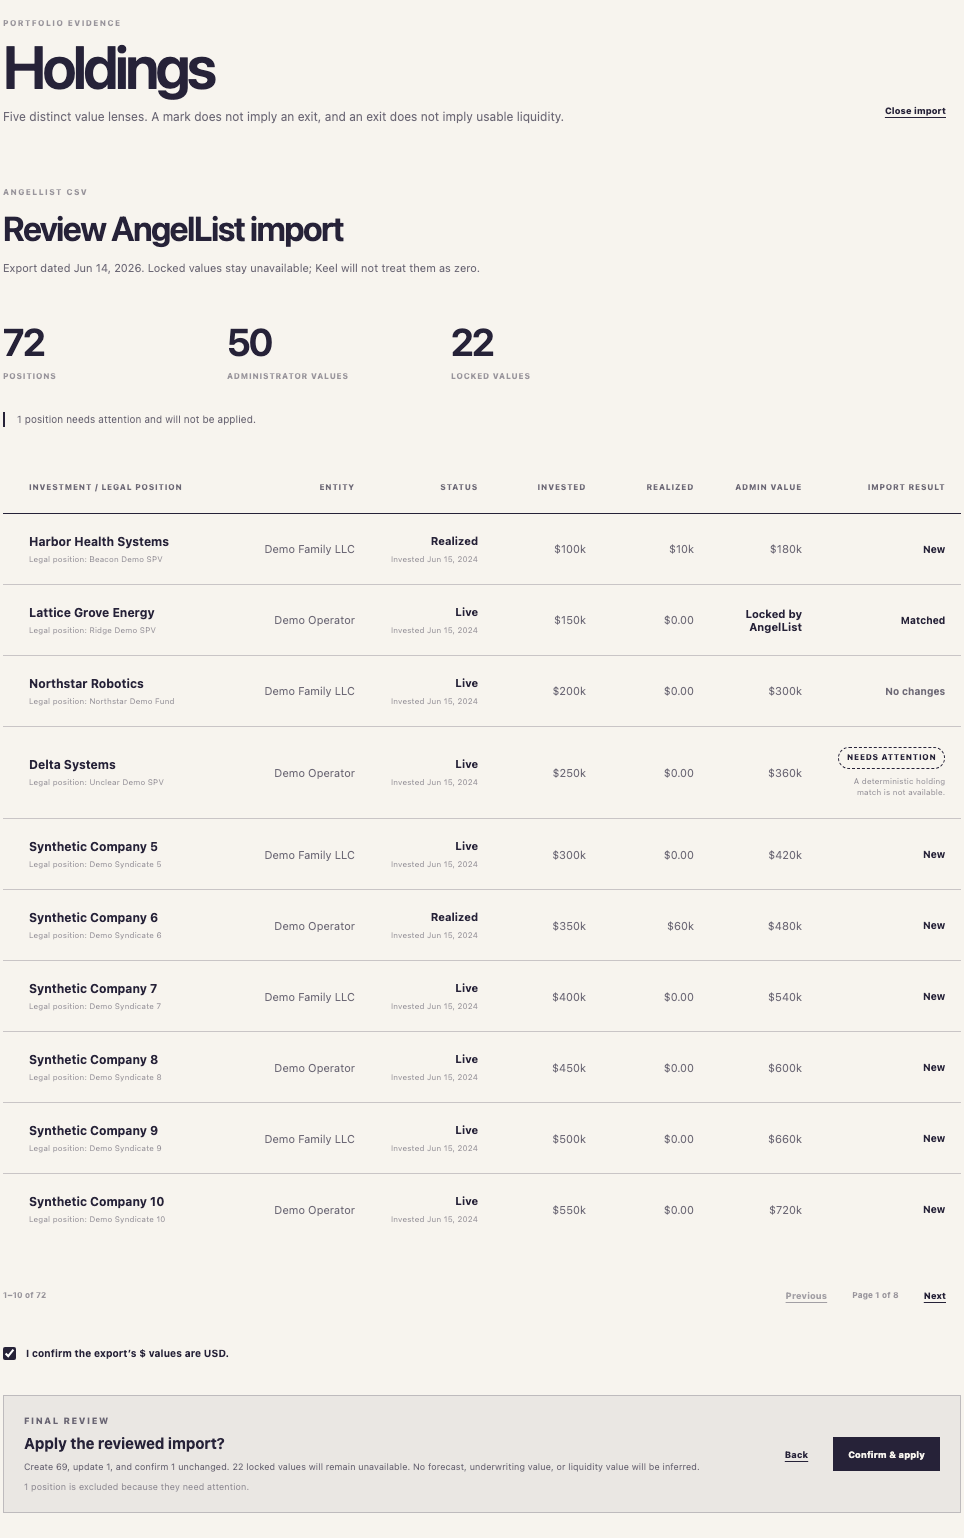 PORTFOLIO EVIDENCE
Holdings
Five distinct value lenses. A mark does not imply an exit, and an exit does not imply usable liquidity.
Close import
ANGELLIST CSV
Review AngelList import
Export dated Jun 14, 2026. Locked values stay unavailable; Keel will not treat them as zero.
72 50 22
POSITIONS ADMINISTRATOR VALUES LOCKED VALUES
1 position needs attention and will not be applied.
INVESTMENT / LEGAL POSITION ENTITY STATUS INVESTED REALIZED ADMIN VALUE IMPORT RESULT
Harbor Health Systems Demo Family LLC Realized $100k $10k $180k New
Legal position: Beacon Demo SPV Invested Jun 15, 2024
Lattice Grove Energy Demo Operator Live $150k $0.00 Locked by AngelList Matched
Legal position: Ridge Demo SPV Invested Jun 15, 2024
Northstar Robotics Demo Family LLC Live $200k $0.00 $300k No changes
Legal position: Northstar Demo Fund Invested Jun 15, 2024
Delta Systems Demo Operator Live $250k $0.00 $360k NEEDS ATTENTION
Legal position: Unclear Demo SPV Invested Jun 15, 2024 A deterministic holding
match is not available.
Synthetic Company 5 Demo Family LLC Live $300k $0.00 $420k New
Legal position: Demo Syndicate 5 Invested Jun 15, 2024
Synthetic Company 6 Demo Operator Realized $350k $60k $480k New
Legal position: Demo Syndicate 6 Invested Jun 15, 2024
Synthetic Company 7 Demo Family LLC Live $400k $0.00 $540k New
Legal position: Demo Syndicate 7 Invested Jun 15, 2024
Synthetic Company 8 Demo Operator Live $450k $0.00 $600k New
Legal position: Demo Syndicate 8 Invested Jun 15, 2024
Synthetic Company 9 Demo Family LLC Live $500k $0.00 $660k New
Legal position: Demo Syndicate 9 Invested Jun 15, 2024
Synthetic Company 10 Demo Operator Live $550k $0.00 $720k New
Legal position: Demo Syndicate 10 Invested Jun 15, 2024
1–10 of 72 Previous Page 1 of 8 Next
I confirm the export's $ values are USD.
FINAL REVIEW
Apply the reviewed import?
Create 69, update 1, and confirm 1 unchanged. 22 locked values will remain unavailable. No forecast, underwriting value, or liquidity value will be inferred.
1 position is excluded because they need attention.
Back Confirm & apply